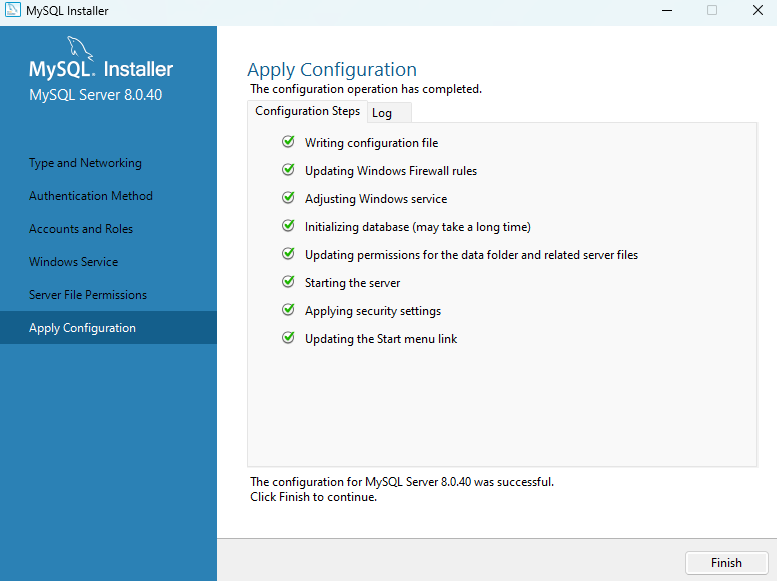 MySQL Installer
MySQL. Installer
MySQL Server 8.0.40
Type and Networking
Authentication Method
Accounts and Roles
Windows Service
Server File Permissions
Apply Configuration
Apply Configuration
The configuration operation has completed.
Configuration Steps Log
Writing configuration file
Updating Windows Firewall rules
Adjusting Windows service
Initializing database (may take a long time)
Updating permissions for the data folder and related server files
Starting the server
Applying security settings
Updating the Start menu link
The configuration for MySQL Server 8.0.40 was successful.
Click Finish to continue.
Finish